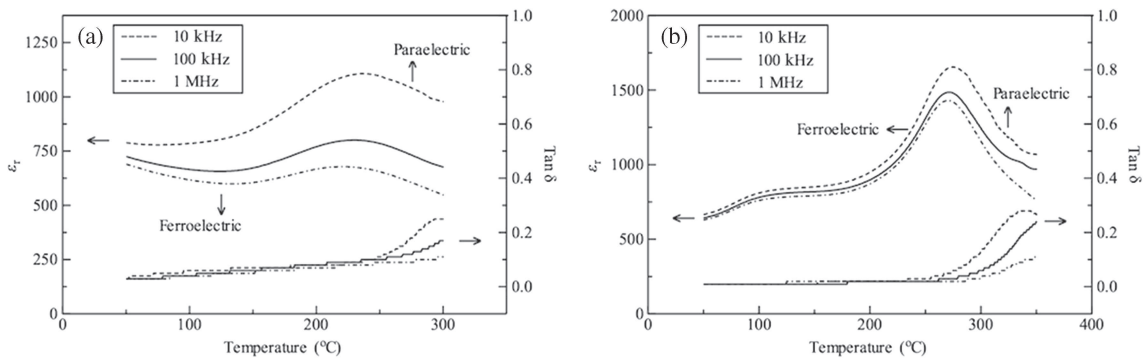 (a)
10 kHz
100 kHz
1 MHz
Paraelectric
Ferroelectric
1250
1000
750
500
250
0
εr
1.0
0.8
0.6
0.4
0.2
0.0
Tan δ
0 100 200 300
Temperature (°C)
(b)
10 kHz
100 kHz
1 MHz
Ferroelectric
Paraelectric
2000
1500
1000
500
0
εr
1.0
0.8
0.6
0.4
0.2
0.0
Tan δ
0 100 200 300 400
Temperature (°C)